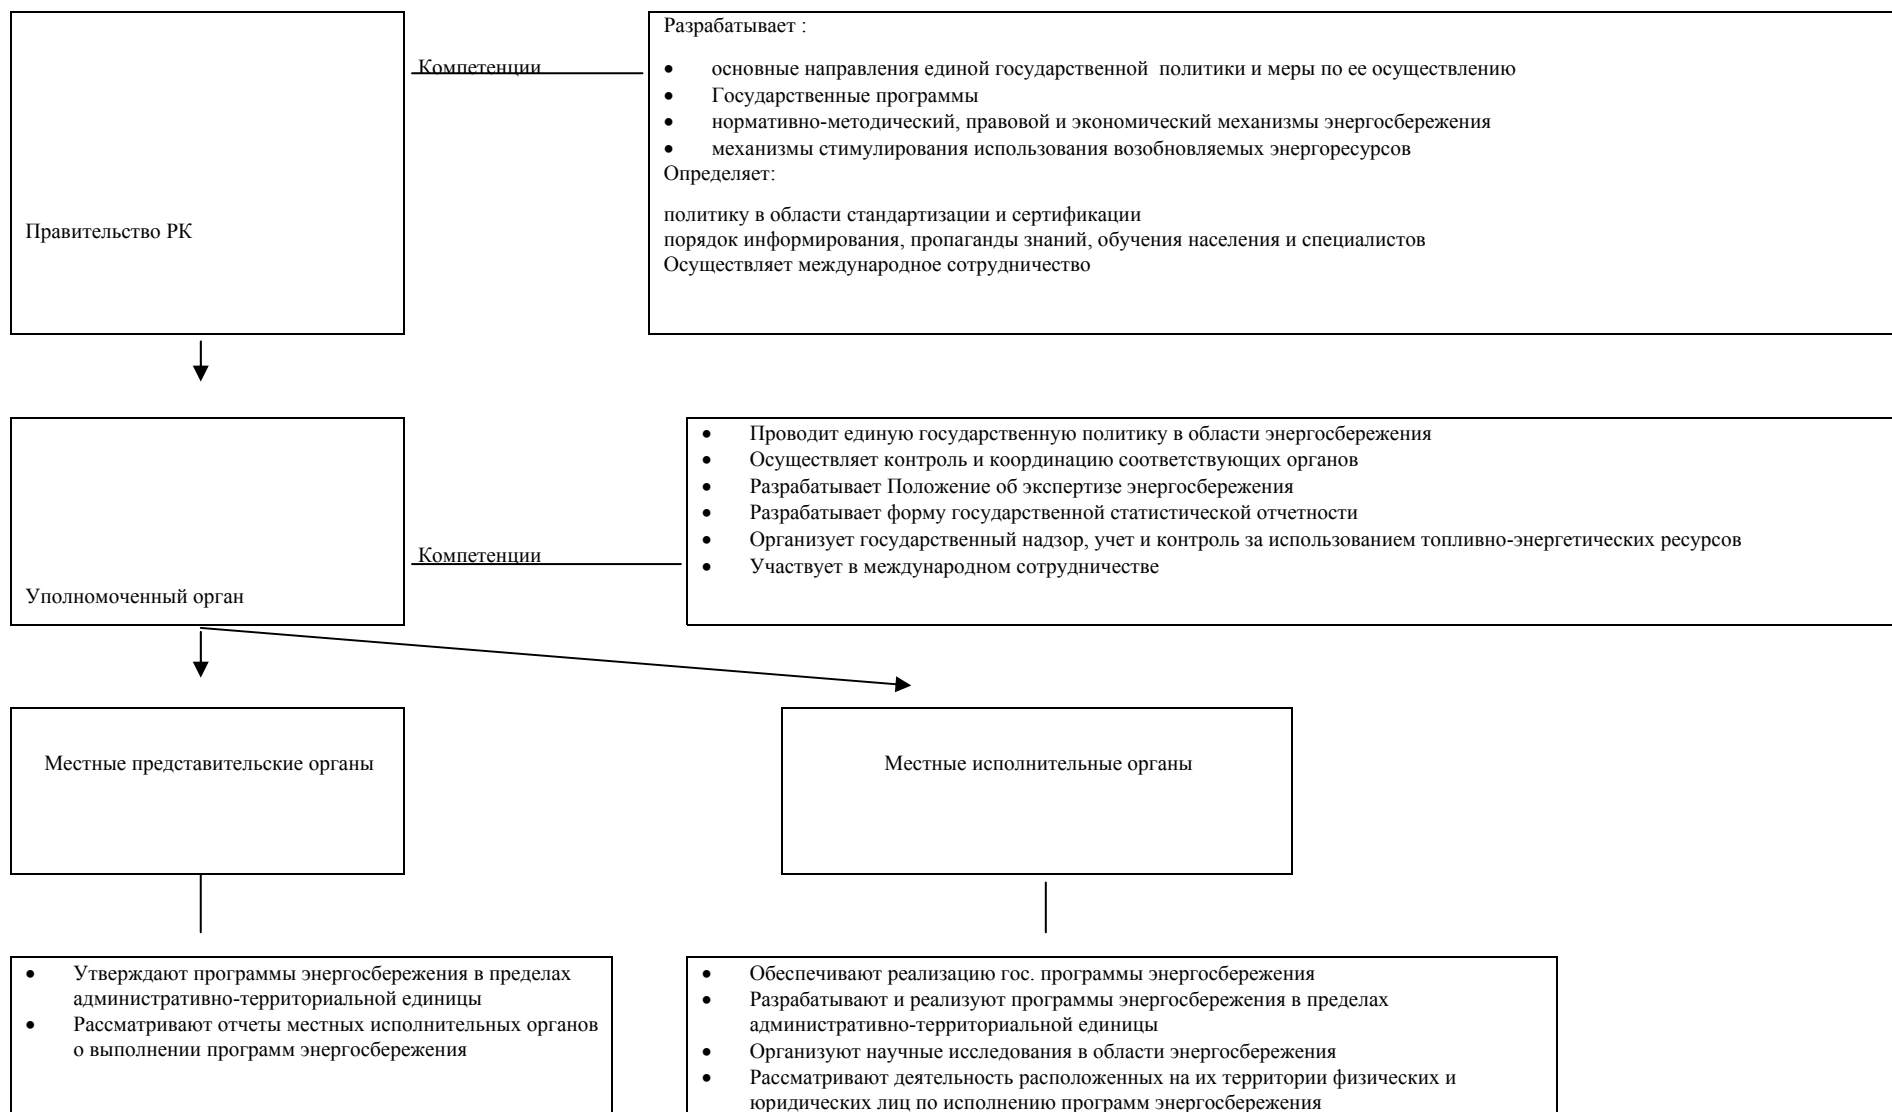 Правительство РК
Компетенции
Разрабатывает :
• основные направления единой государственной политики и меры по ее осуществлению
• Государственные программы
• нормативно-методический, правовой и экономический механизмы энергосбережения
• механизмы стимулирования использования возобновляемых энергоресурсов
Определяет:
политику в области стандартизации и сертификации
порядок информирования, пропаганды знаний, обучения населения и специалистов
Осуществляет международное сотрудничество
Уполномоченный орган
Компетенции
• Проводит единую государственную политику в области энергосбережения
• Осуществляет контроль и координацию соответствующих органов
• Разрабатывает Положение об экспертизе энергосбережения
• Разрабатывает форму государственной статистической отчетности
• Организует государственный надзор, учет и контроль за использованием топливно-энергетических ресурсов
• Участвует в международном сотрудничестве
Местные представительские органы
Местные исполнительные органы
• Утверждают программы энергосбережения в пределах
административно-территориальной единицы
• Рассматривают отчеты местных исполнительных органов
о выполнении программ энергосбережения
• Обеспечивают реализацию гос. программы энергосбережения
• Разрабатывают и реализуют программы энергосбережения в пределах
административно-территориальной единицы
• Организуют научные исследования в области энергосбережения
• Рассматривают деятельность расположенных на их территории физических и
юридических лиц по исполнению программ энергосбережения